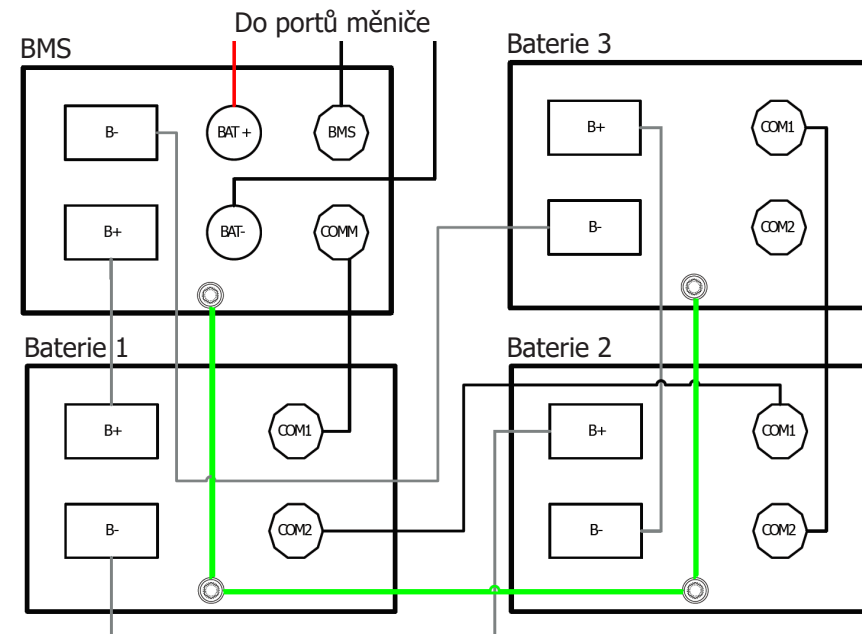 Do portů měniče
BMS
B-
BAT+
BMS
B+
BAT-
COMM
Baterie 3
B+
COM1
B-
COM2
Baterie 1
B+
COM1
B-
COM2
Baterie 2
B+
COM1
B-
COM2